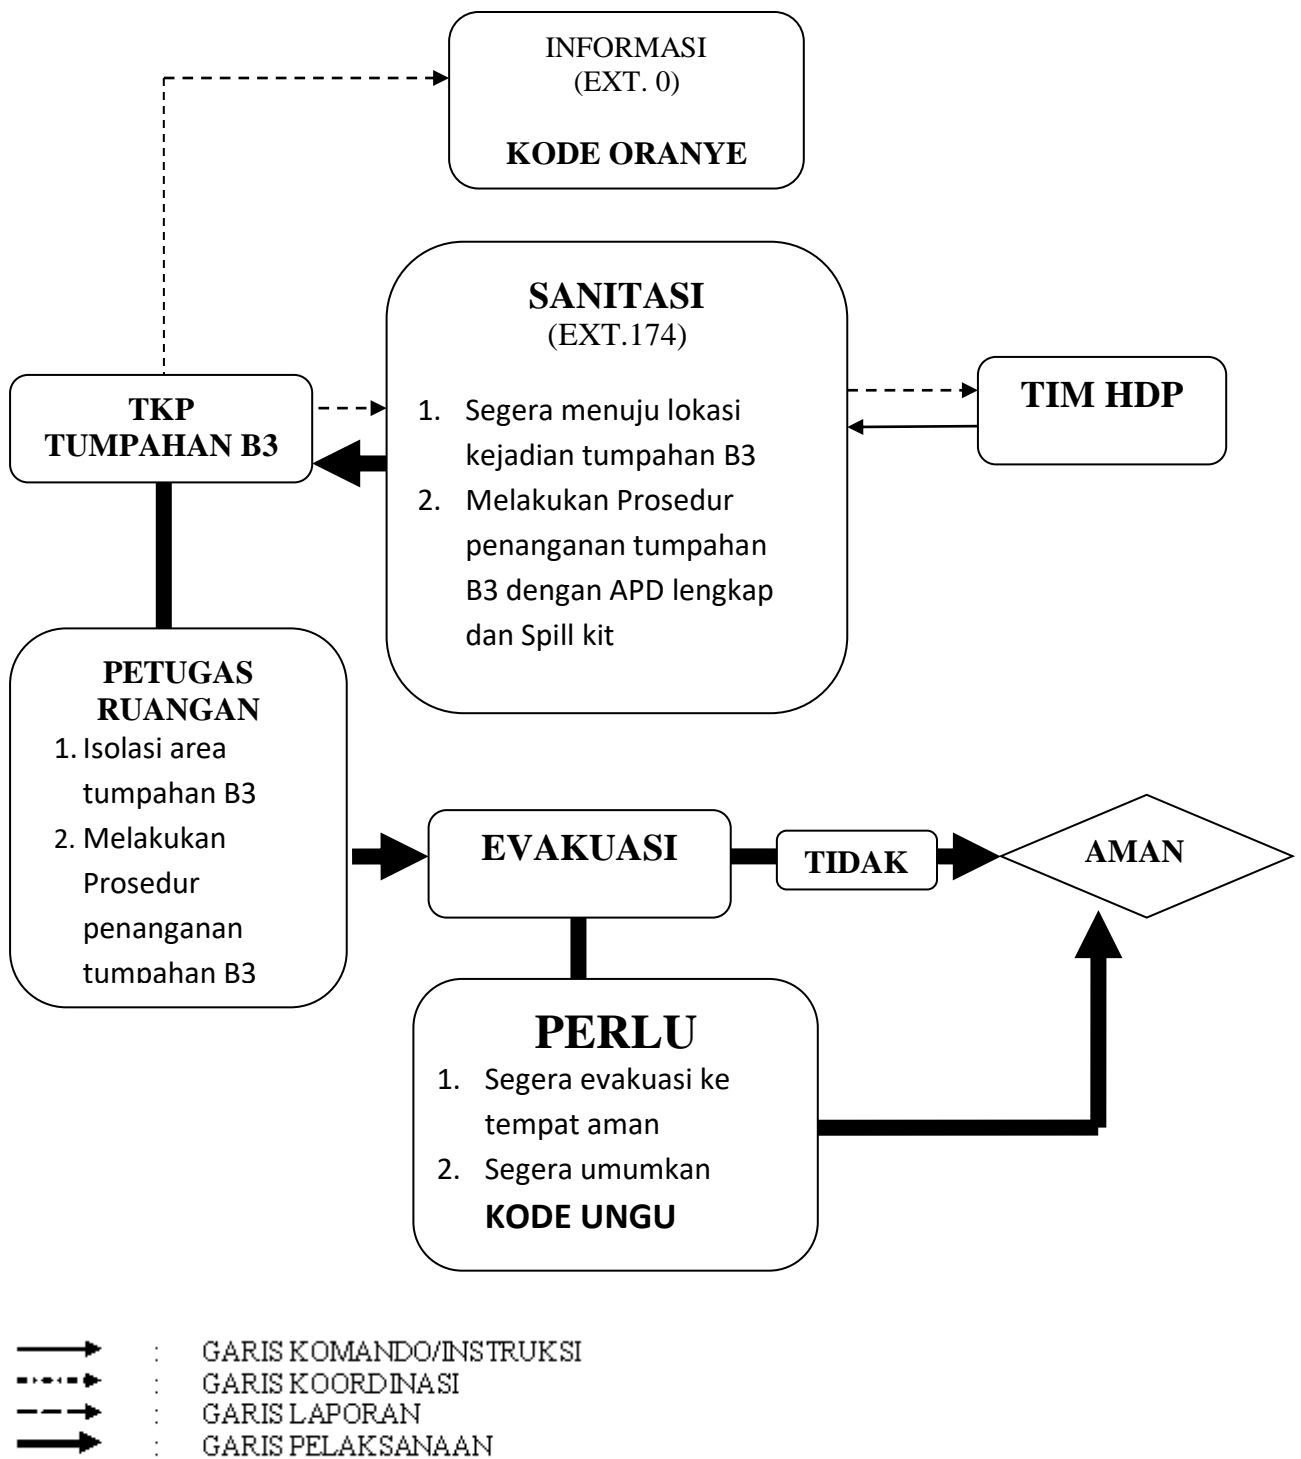 INFORMASI
(EXT. 0)
KODE ORANYE
SANITASI
(EXT.174)
1. Segera menuju lokasi
kejadian tumpahan B3
2. Melakukan Prosedur
penanganan tumpahan
B3 dengan APD lengkap
dan Spill kit
TIM HDP
TKP
TUMPAHAN B3
PETUGAS
RUANGAN
1. Isolasi area
tumpahan B3
2. Melakukan
Prosedur
penanganan
tumpahan B3
EVAKUASI
TIDAK
AMAN
PERLU
1. Segera evakuasi ke
tempat aman
2. Segera umumkan
KODE UNGU
: GARIS KOMANDO/INSTRUKSI
: GARIS KOORDINASI
: GARIS LAPORAN
: GARIS PELAKSANAAN